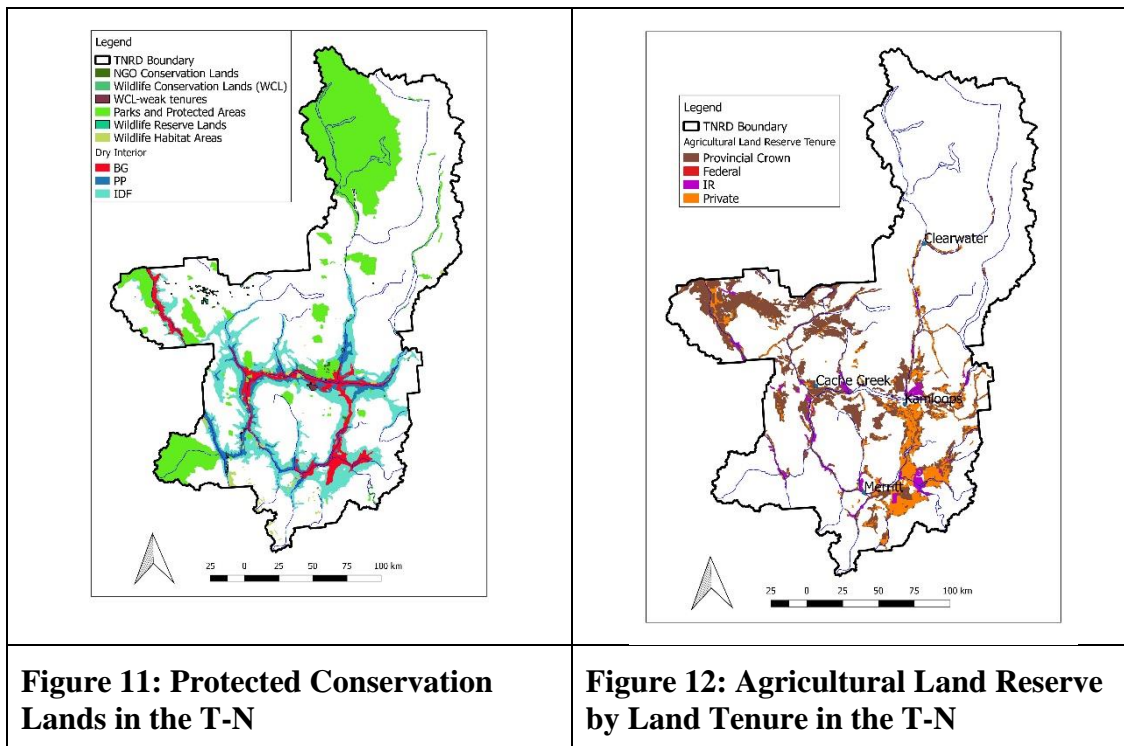 Legend
TNRD Boundary
NGO Conservation Lands
Wildlife Conservation Lands (WCL)
WCL-weak tenures
Parks and Protected Areas
Wildlife Reserve Lands
Wildlife Habitat Areas
Dry Interior
BG
PP
IDF
25 0 25 50 75 100 km
Legend
TNRD Boundary
Agricultural Land Reserve Tenure
Provincial Crown
Federal
IR
Private
Clearwater
Cache Creek
Kamloops
Merritt
25 0 25 50 75 100 km
Figure 11: Protected Conservation
Lands in the T-N
Figure 12: Agricultural Land Reserve
by Land Tenure in the T-N